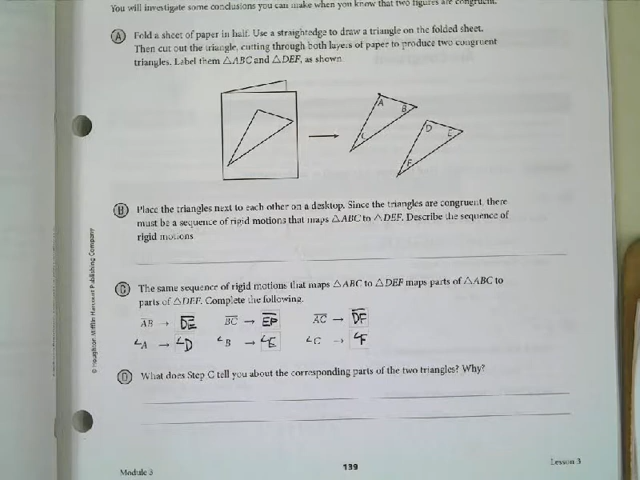 You will investigate some conclusions you can make when you know that two figures are congruent.
A Fold a sheet of paper in half. Use a straightedge to draw a triangle on the folded sheet.
Then cut out the triangle, cutting through both layers of paper to produce two congruent
triangles. Label them △ABC and △DEF, as shown
A B C
D E F
B Place the triangles next to each other on a desktop. Since the triangles are congruent, there
must be a sequence of rigid motions that maps △ABC to △DEF. Describe the sequence of
rigid motions
C The same sequence of rigid motions that maps △ABC to △DEF maps parts of △ABC to
parts of △DEF. Complete the following.
A̅B̅ → D̅E̅ B̅C̅ → E̅F̅ A̅C̅ → D̅F̅
∠A → ∠D ∠B → ∠E ∠C → ∠F
D What does Step C tell you about the corresponding parts of the two triangles? Why?
© Houghton Mifflin Harcourt Publishing Company
Module 3 139 Lesson 3